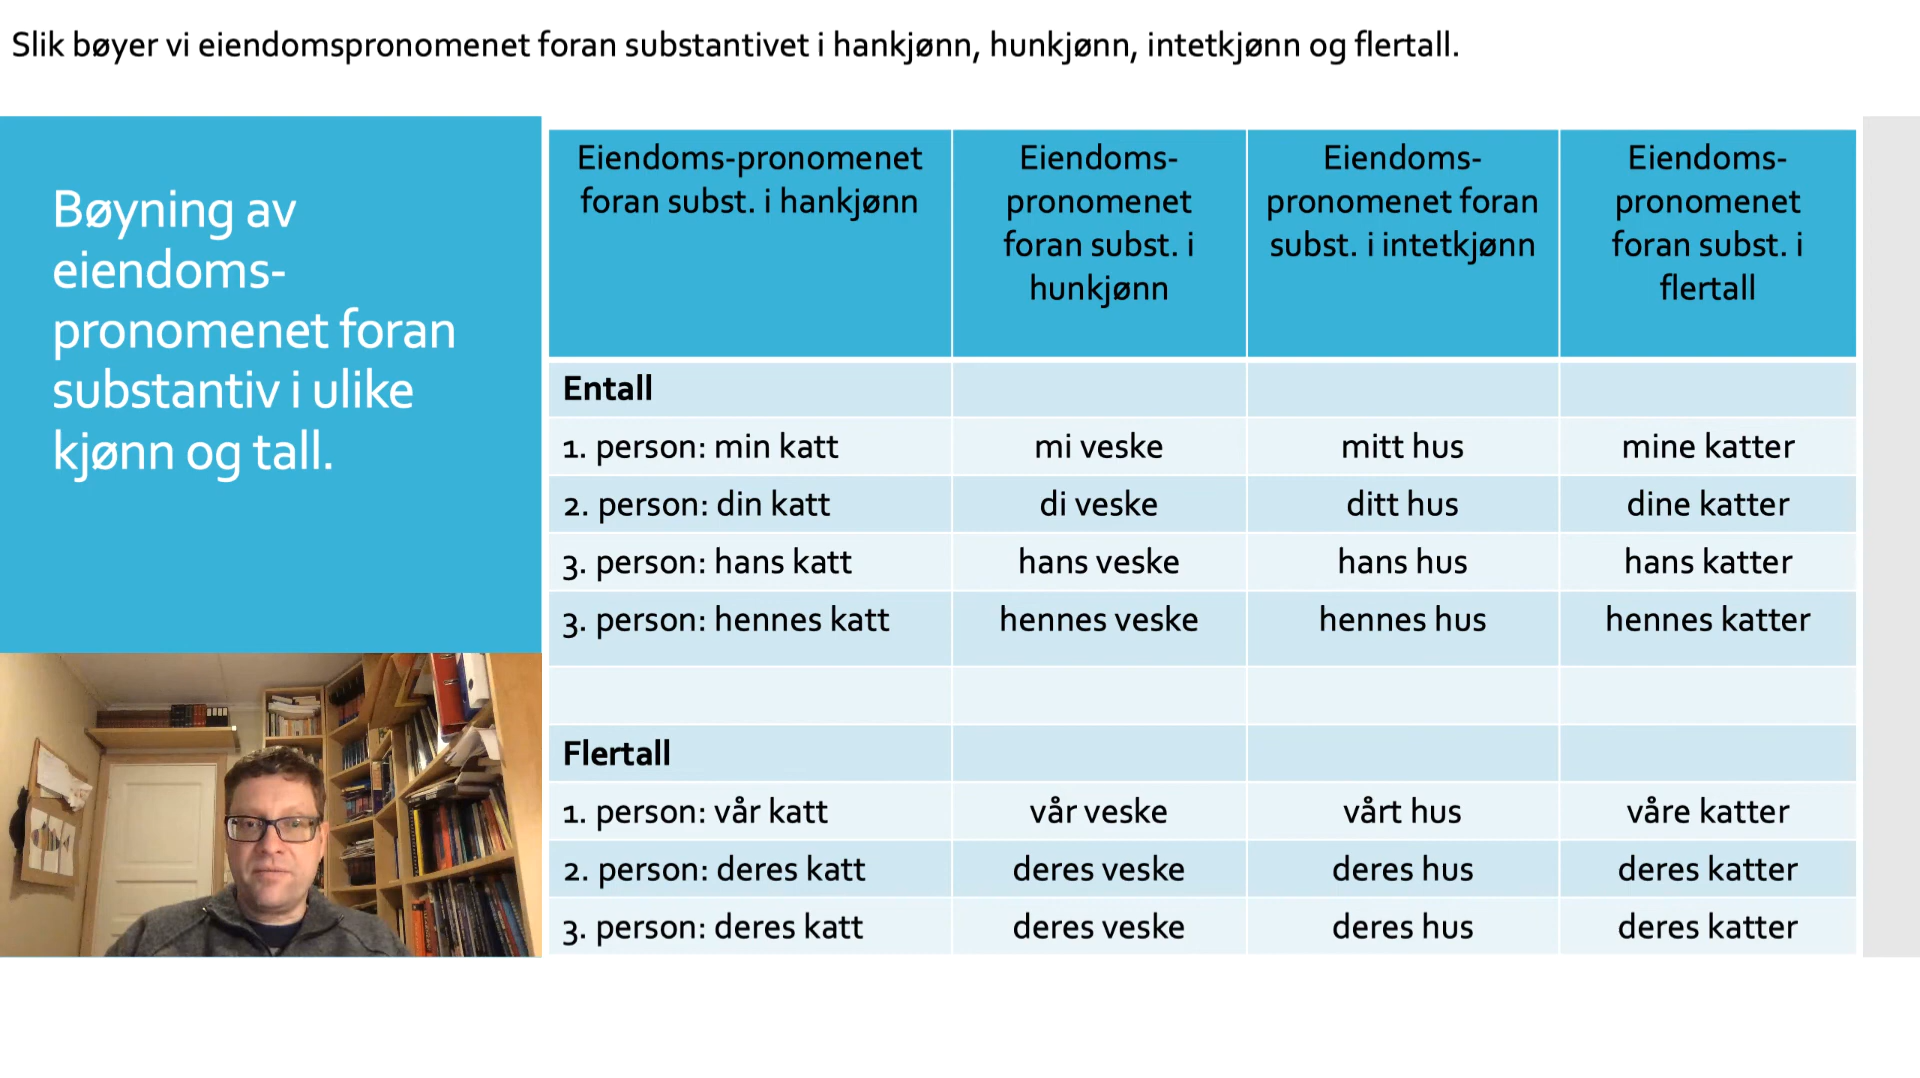 Slik bøyer vi eiendomspronomenet foran substantivet i hankjønn, hunkjønn, intetkjønn og flertall.
Bøyning av
eiendoms-
pronomenet foran
substantiv i ulike
kjønn og tall.
Eiendoms-pronomenet
foran subst. i hankjønn
Eiendoms-
pronomenet
foran subst. i
hunkjønn
Eiendoms-
pronomenet foran
subst. i intetkjønn
Eiendoms-
pronomenet
foran subst. i
flertall
Entall
1. person: min katt mi veske mitt hus mine katter
2. person: din katt di veske ditt hus dine katter
3. person: hans katt hans veske hans hus hans katter
3. person: hennes katt hennes veske hennes hus hennes katter
Flertall
1. person: vår katt vår veske vårt hus våre katter
2. person: deres katt deres veske deres hus deres katter
3. person: deres katt deres veske deres hus deres katter